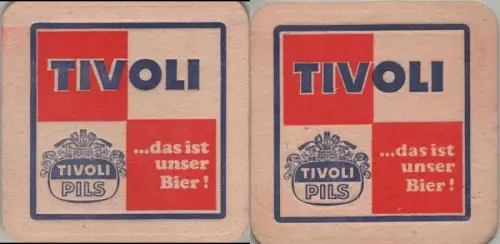 TIVOLI
...das ist
unser
Bier!
TIVOLI
PILS
TIVOLI
...das ist
unser
Bier!
TIVOLI
PILS